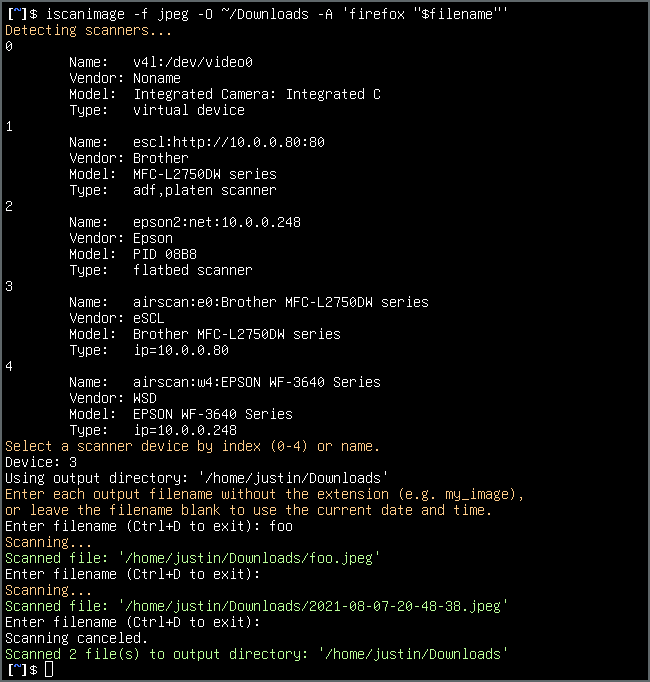 [~]$ iscanimage -f jpeg -O ~/Downloads -A 'firefox "$filename"'
Detecting scanners...
0
Name: v4l:/dev/video0
Vendor: Noname
Model: Integrated Camera: Integrated C
Type: virtual device
1
Name: escl:http://10.0.0.80:80
Vendor: Brother
Model: MFC-L2750DW series
Type: adf,platen scanner
2
Name: epson2:net:10.0.0.248
Vendor: Epson
Model: PID 08B8
Type: flatbed scanner
3
Name: airscan:e0:Brother MFC-L2750DW series
Vendor: eSCL
Model: Brother MFC-L2750DW series
Type: ip=10.0.0.80
4
Name: airscan:w4:EPSON WF-3640 Series
Vendor: WSD
Model: EPSON WF-3640 Series
Type: ip=10.0.0.248
Select a scanner device by index (0-4) or name.
Device: 3
Using output directory: '/home/justin/Downloads'
Enter each output filename without the extension (e.g. my_image),
or leave the filename blank to use the current date and time.
Enter filename (Ctrl+D to exit): foo
Scanning...
Scanned file: '/home/justin/Downloads/foo.jpeg'
Enter filename (Ctrl+D to exit):
Scanning...
Scanned file: '/home/justin/Downloads/2021-08-07-20-48-38.jpeg'
Enter filename (Ctrl+D to exit):
Scanning canceled.
Scanned 2 file(s) to output directory: '/home/justin/Downloads'
[~]$